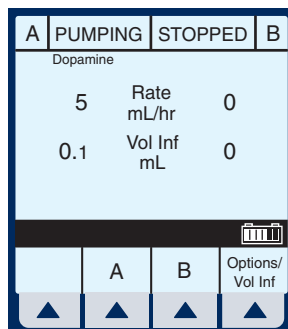 A PUMPING STOPPED B
Dopamine
5 Rate mL/hr 0
0.1 Vol Inf mL 0
A B Options/ Vol Inf